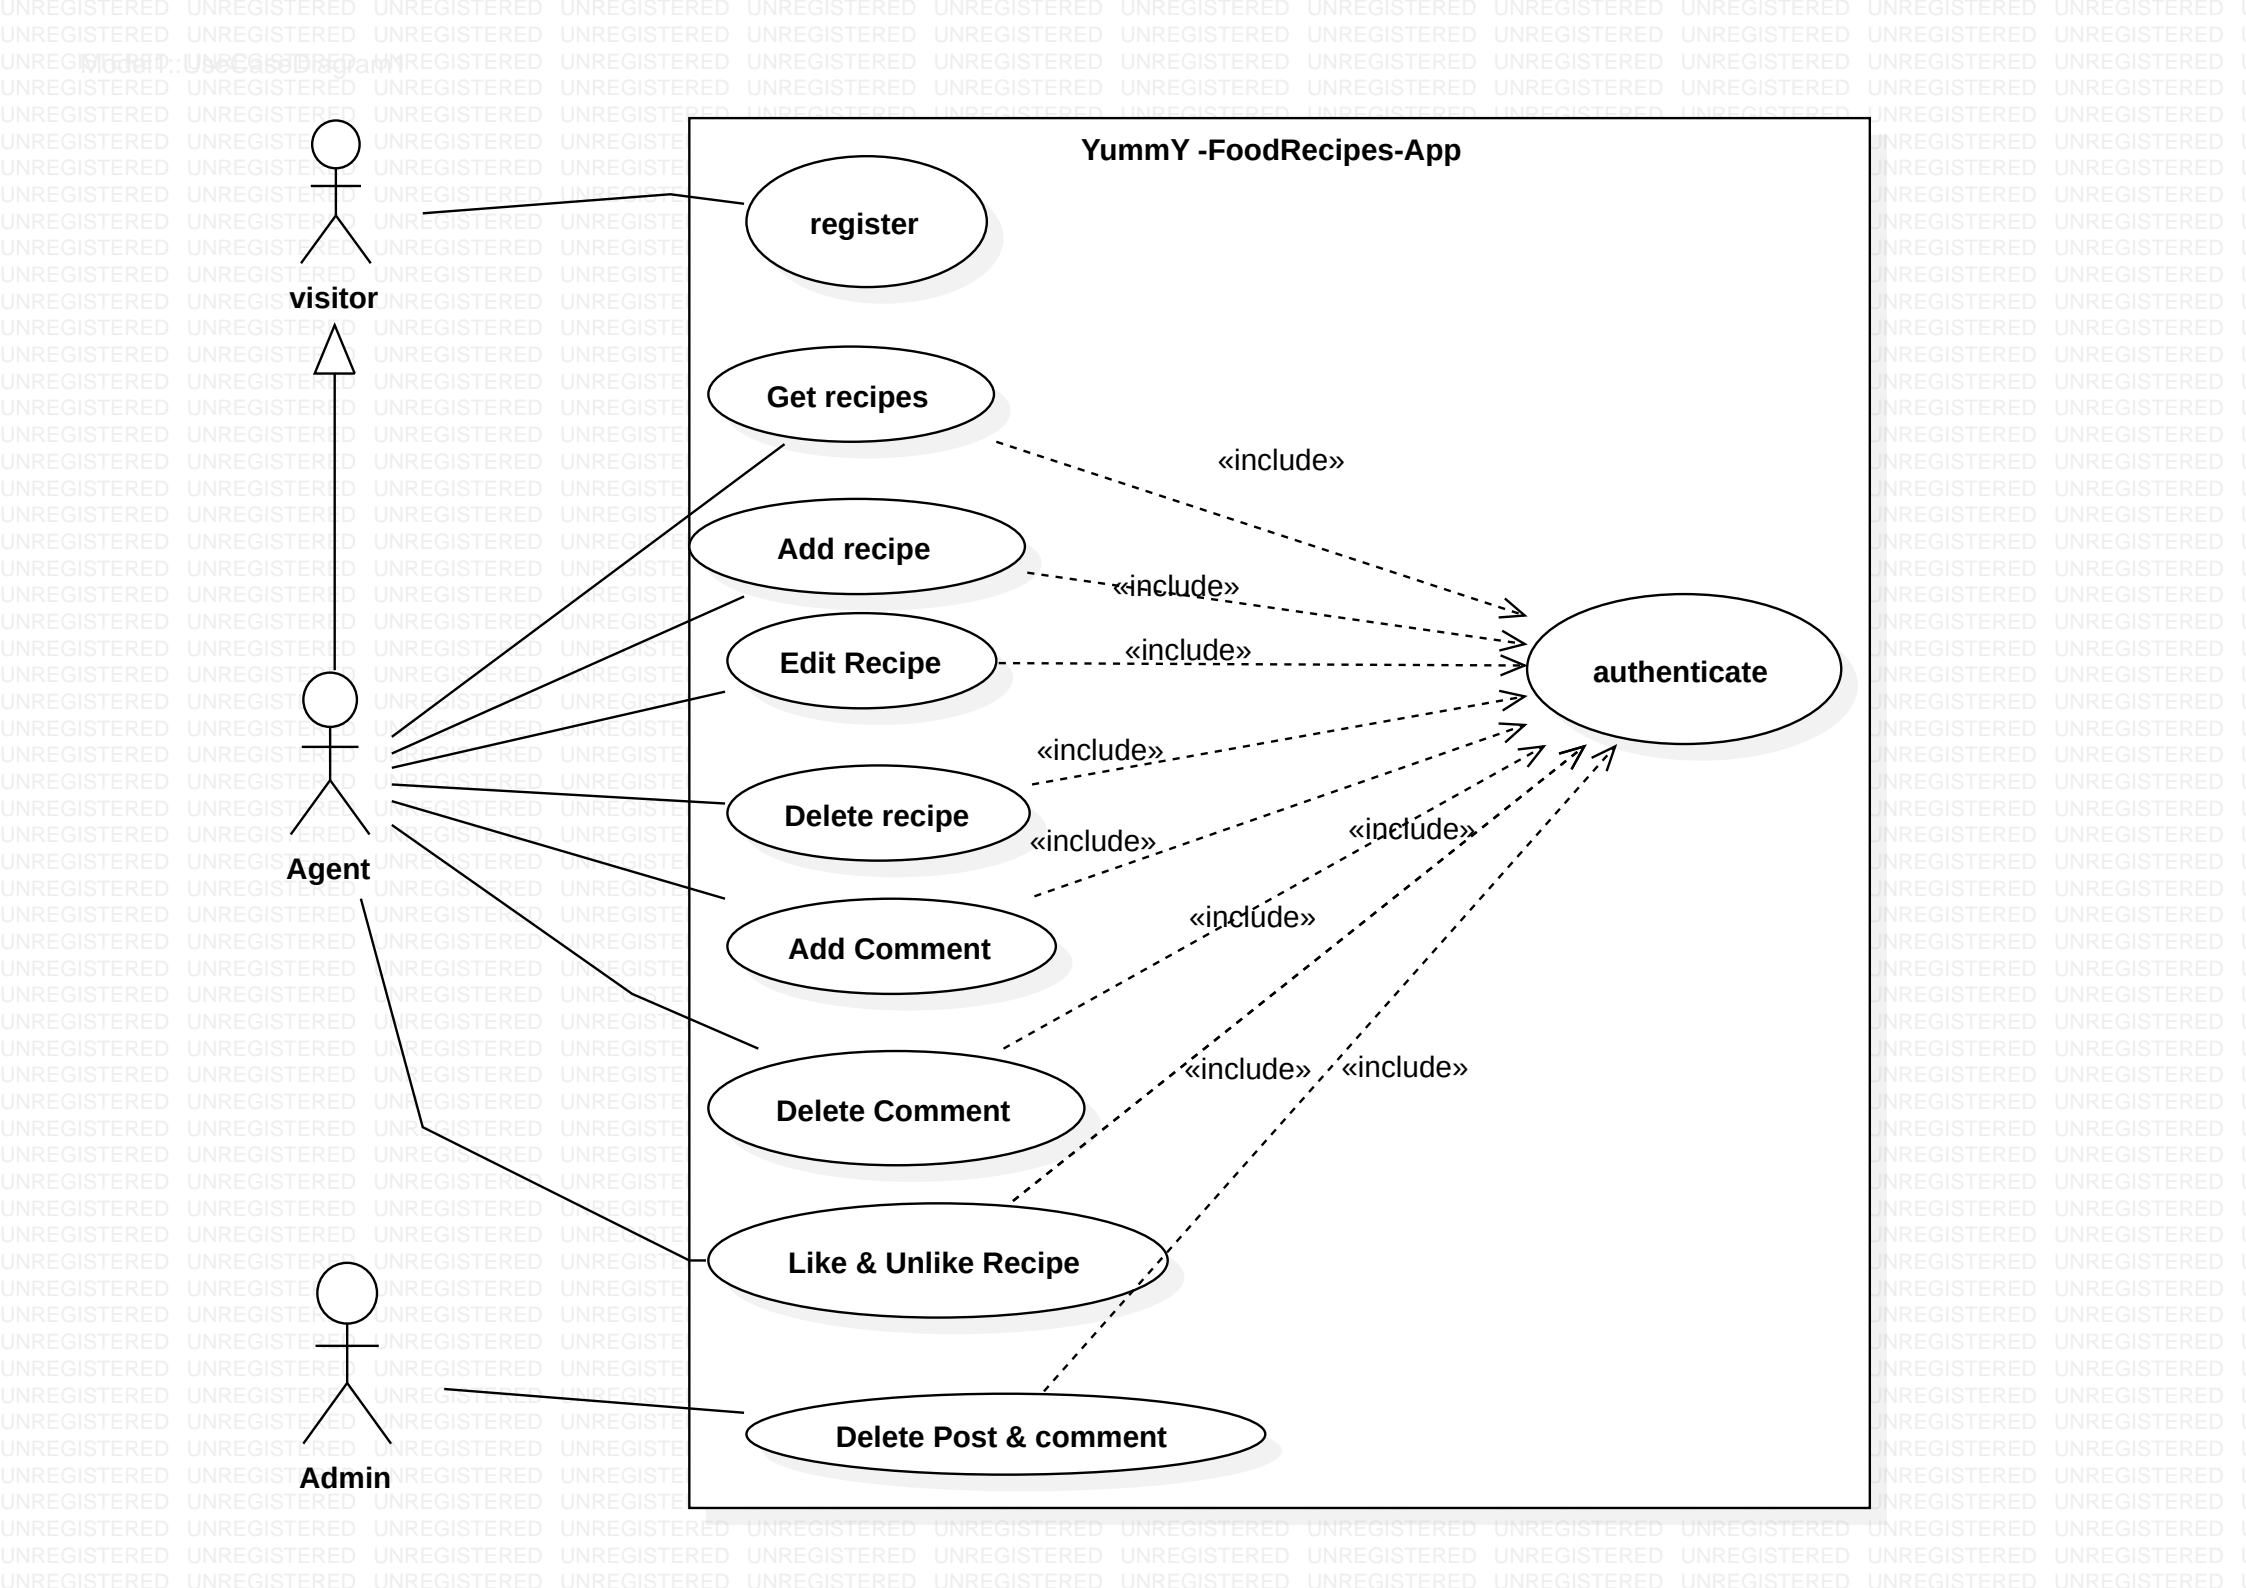 Model1::UseCaseDiagram1
YummY -FoodRecipes-App
register
visitor
Get recipes
«include»
Add recipe
«include»
Edit Recipe
«include»
authenticate
«include»
Delete recipe
«include»
«include»
Agent
«include»
Add Comment
«include»
«include»
Delete Comment
Like & Unlike Recipe
Delete Post & comment
Admin
UNREGISTERED